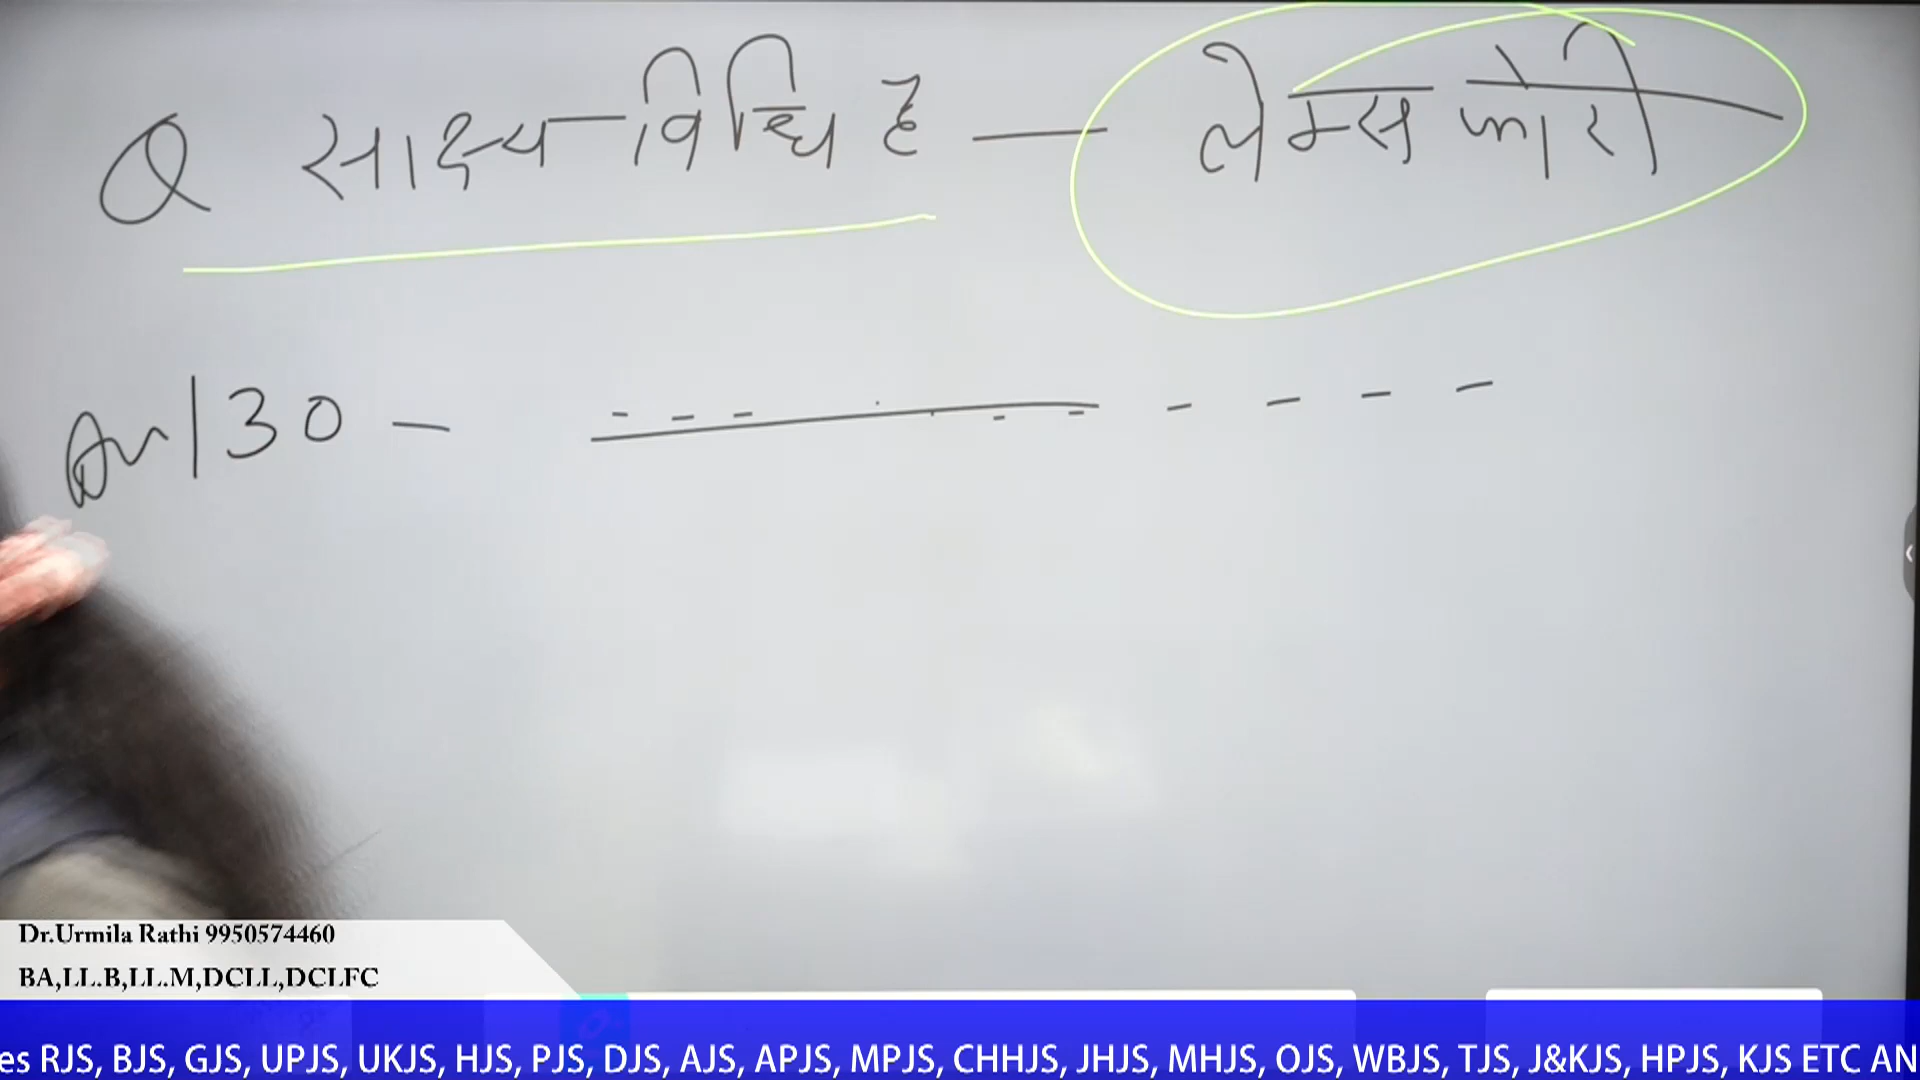 Q साक्ष्य विधि है — लेक्स फोरी
Ar/30 —
Dr.Urmila Rathi 9950574460
BA,LL.B,LL.M,DCLL,DCLFC
es RJS, BJS, GJS, UPJS, UKJS, HJS, PJS, DJS, AJS, APJS, MPJS, CHHJS, JHJS, MHJS, OJS, WBJS, TJS, J&KJS, HPJS, KJS ETC AN